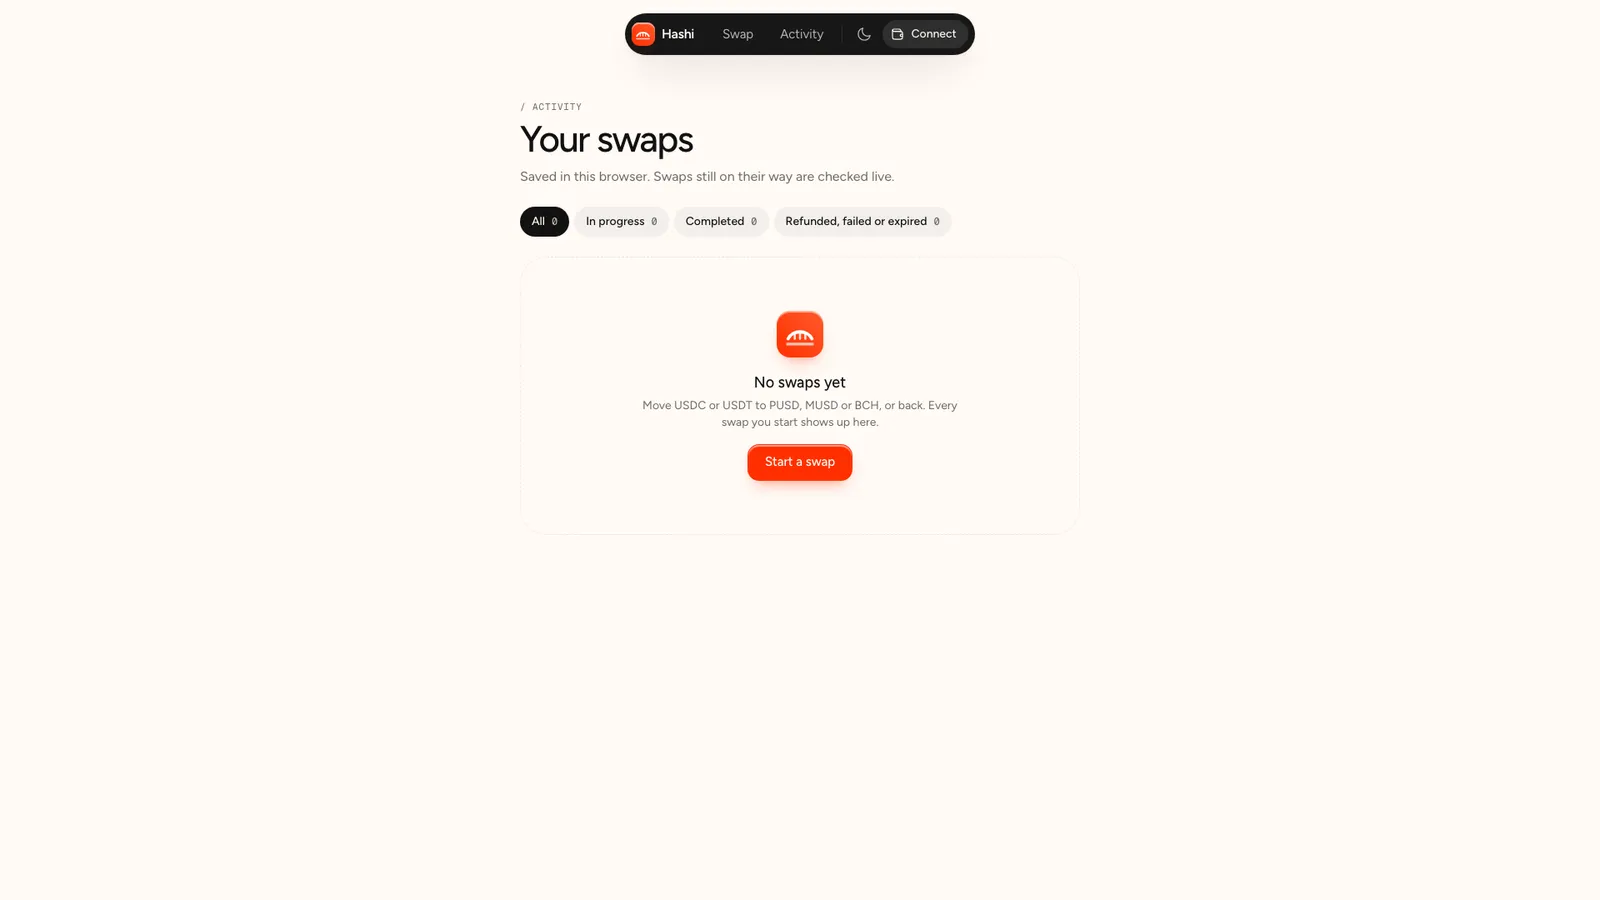 Hashi Swap Activity Connect
/ ACTIVITY
Your swaps
Saved in this browser. Swaps still on their way are checked live.
All 0 In progress 0 Completed 0 Refunded, failed or expired 0
No swaps yet
Move USDC or USDT to PUSD, MUSD or BCH, or back. Every
swap you start shows up here.
Start a swap